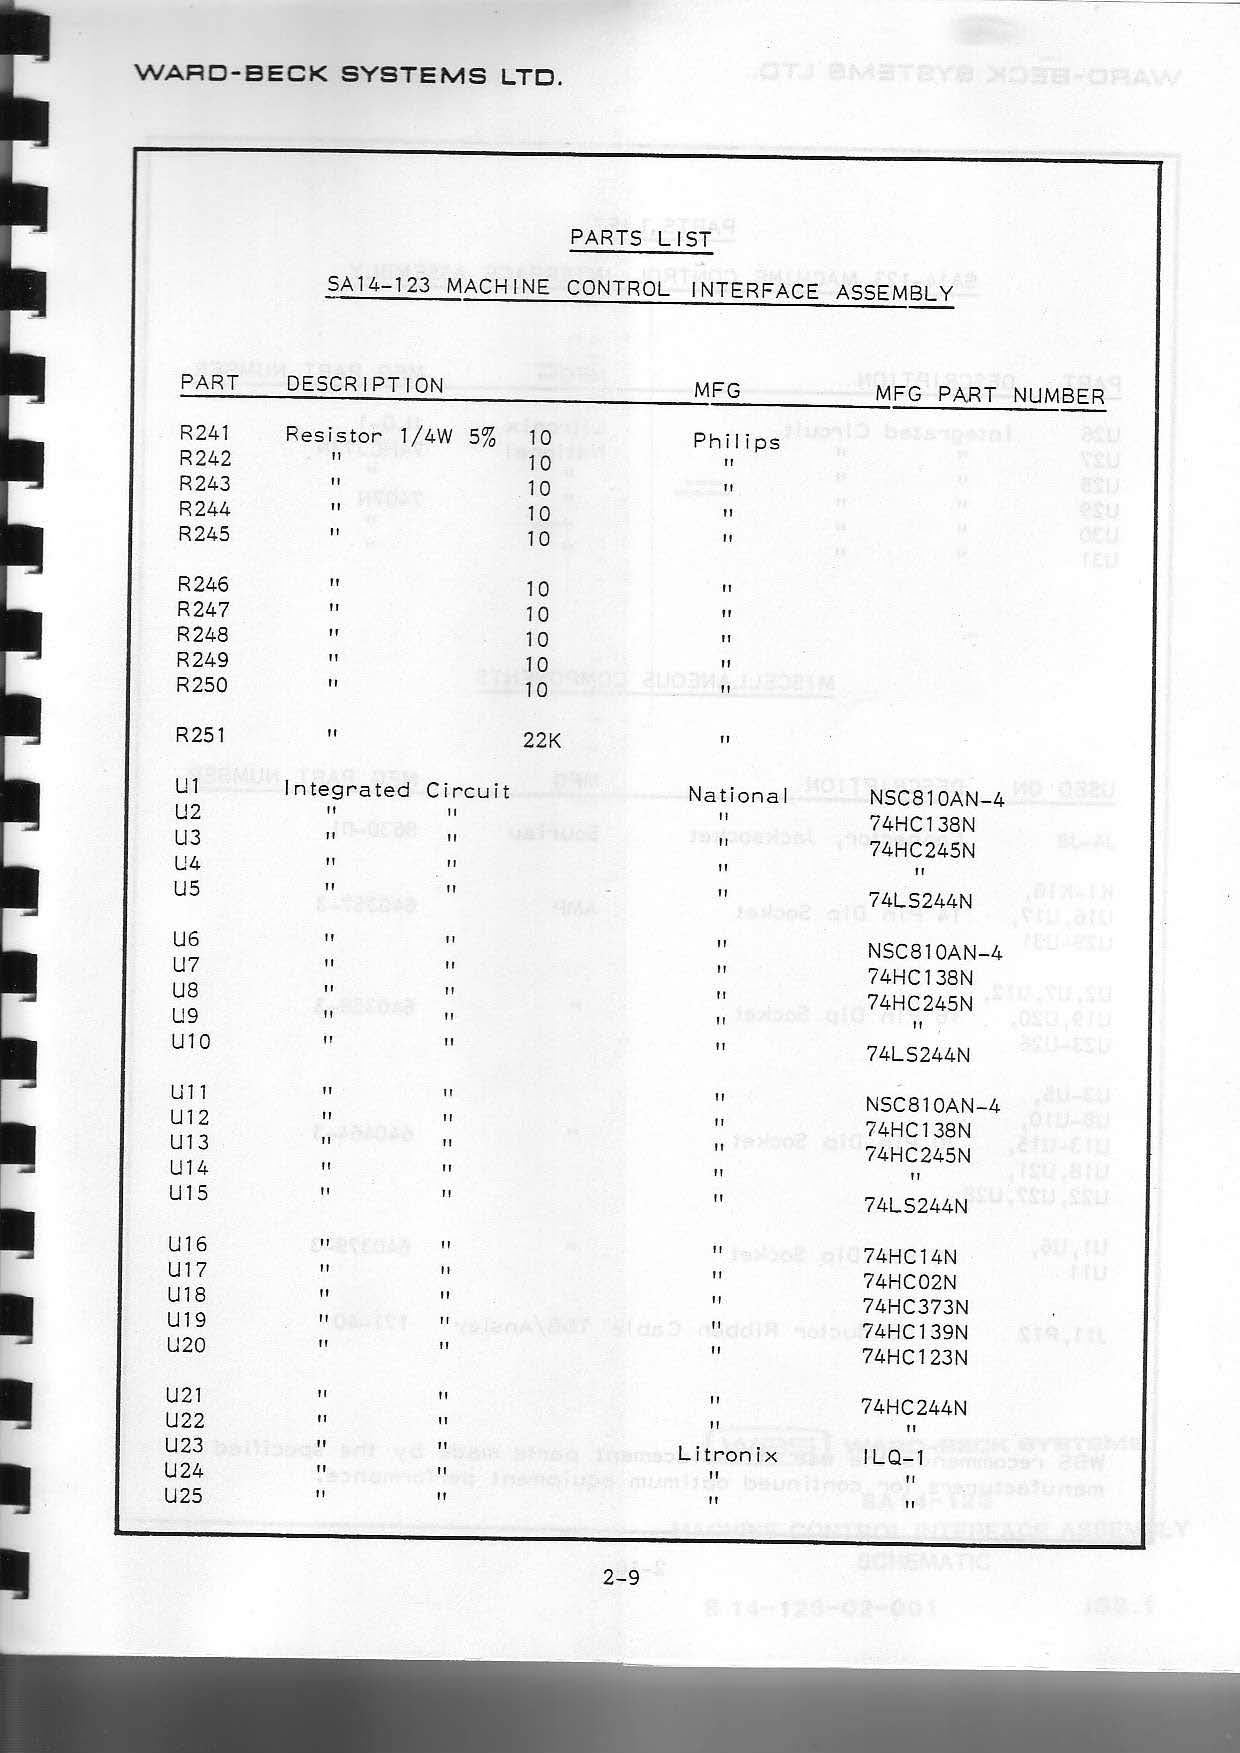 WARD-BECK SYSTEMS LTD.
PARTS LIST
SA14-123 MACHINE CONTROL INTERFACE ASSEMBLY
PART DESCRIPTION MFG MFG PART NUMBER
R241 Resistor 1/4W 5% 10 Philips
R242 " 10 "
R243 " 10 "
R244 " 10 "
R245 " 10 "
R246 " 10 "
R247 " 10 "
R248 " 10 "
R249 " 10 "
R250 " 10 "
R251 " 22K "
U1 Integrated Circuit National NSC810AN-4
U2 " " " 74HC138N
U3 " " " 74HC245N
U4 " " " "
U5 " " " 74LS244N
U6 " " " NSC810AN-4
U7 " " " 74HC138N
U8 " " " 74HC245N
U9 " " " "
U10 " " " 74LS244N
U11 " " " NSC810AN-4
U12 " " " 74HC138N
U13 " " " 74HC245N
U14 " " " "
U15 " " " 74LS244N
U16 " " " 74HC14N
U17 " " " 74HC02N
U18 " " " 74HC373N
U19 " " " 74HC139N
U20 " " " 74HC123N
U21 " " " 74HC244N
U22 " " " "
U23 " " Litronix ILQ-1
U24 " " " "
U25 " " " "
2-9